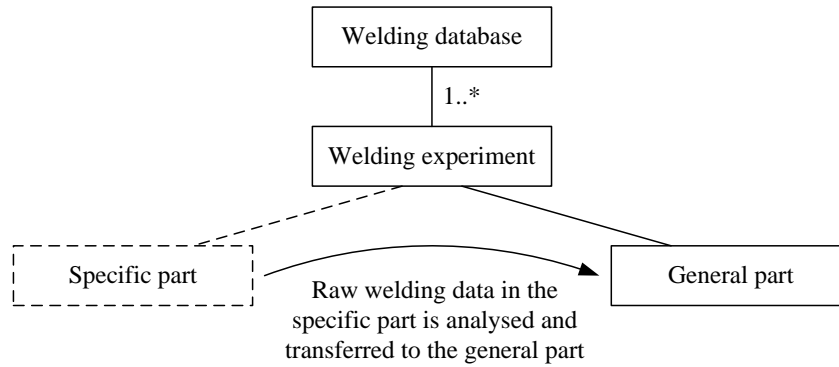 Welding database
1..*
Welding experiment
Specific part
General part
Raw welding data in the
specific part is analysed and
transferred to the general part